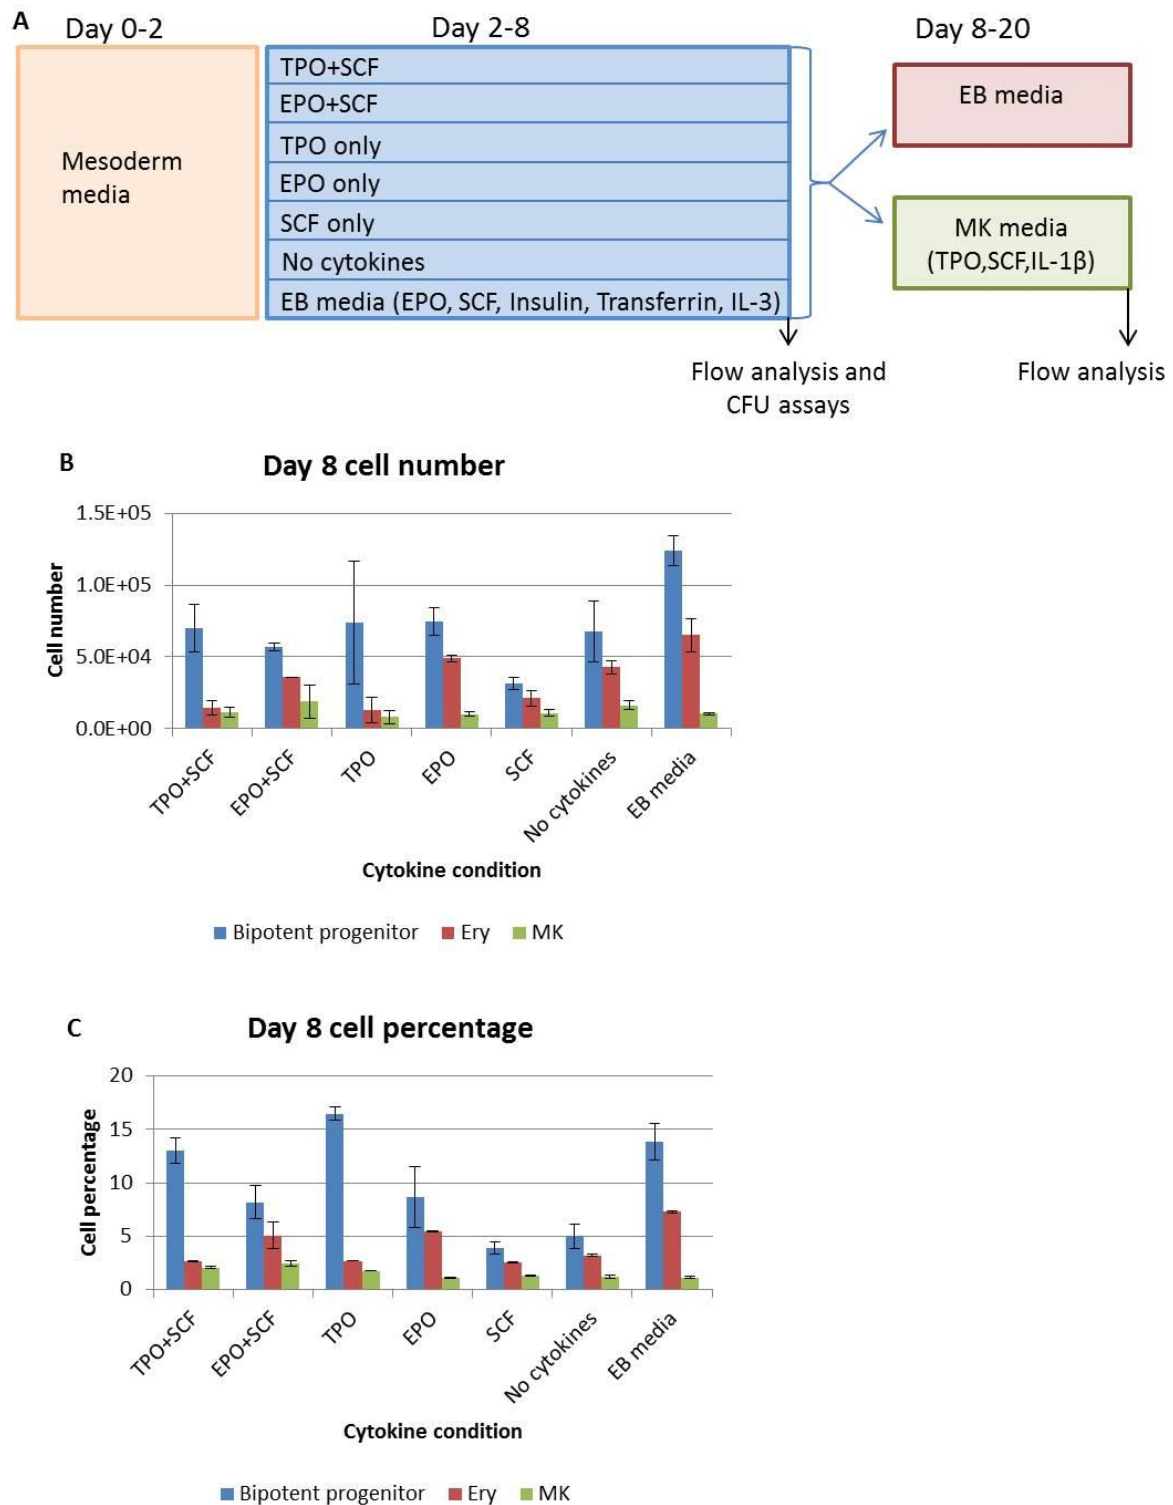 A
Day 0-2
Day 2-8
Day 8-20
Mesoderm
media
TPO+SCF
EPO+SCF
TPO only
EPO only
SCF only
No cytokines
EB media (EPO, SCF, Insulin, Transferrin, IL-3)
EB media
MK media
(TPO,SCF,IL-1β)
Flow analysis and
CFU assays
Flow analysis
B
Day 8 cell number
Cell number
1.5E+05
1.0E+05
5.0E+04
0.0E+00
TPO+SCF
EPO+SCF
TPO
EPO
SCF
No cytokines
EB media
Cytokine condition
Bipotent progenitor
Ery
MK
C
Day 8 cell percentage
Cell percentage
20
15
10
5
0
TPO+SCF
EPO+SCF
TPO
EPO
SCF
No cytokines
EB media
Cytokine condition
Bipotent progenitor
Ery
MK